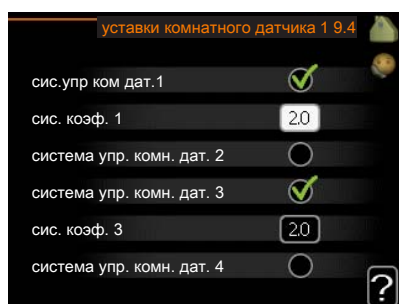 уставки комнатного датчика 1 9.4
сис.упр ком дат.1
сис. коэф. 1 2.0
система упр. комн. дат. 2
система упр. комн. дат. 3
сис. коэф. 3 2.0
система упр. комн. дат. 4
?